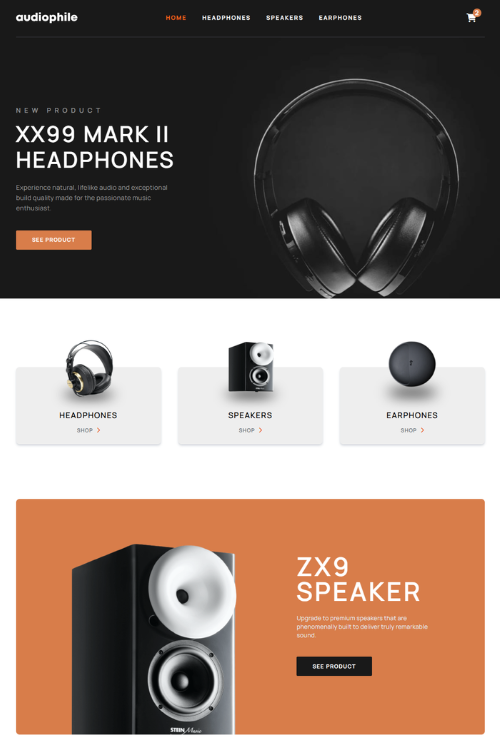 audiophile
HOME HEADPHONES SPEAKERS EARPHONES
2
NEW PRODUCT
XX99 MARK II
HEADPHONES
Experience natural, lifelike audio and exceptional
build quality made for the passionate music
enthusiast.
SEE PRODUCT
HEADPHONES
SHOP >
SPEAKERS
SHOP >
EARPHONES
SHOP >
ZX9
SPEAKER
Upgrade to premium speakers that are
phenomenally built to deliver truly remarkable
sound.
SEE PRODUCT
STEIN Music